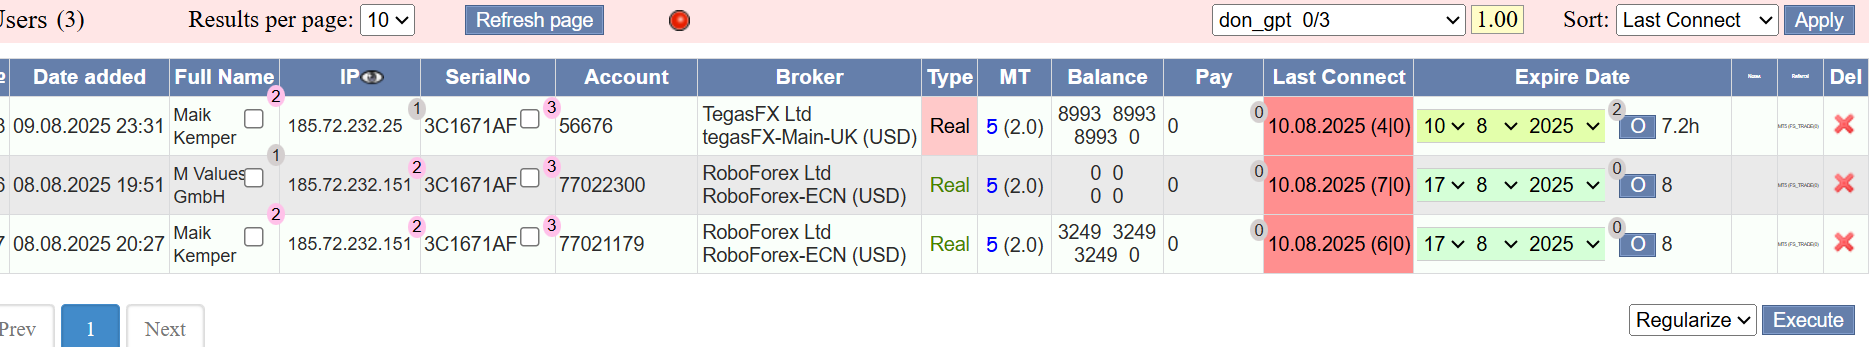 Users (3) Results per page: 10 Refresh page don_gpt 0/3 1.00 Sort: Last Connect Apply
Date added Full Name IP SerialNo Account Broker Type MT Balance Pay Last Connect Expire Date Notes Referral Del
2 1 3 0 2
Maik TegasFX Ltd 8993 8993
09.08.2025 23:31 185.72.232.25 3C1671AF 56676 Real 5 (2.0) 0 10.08.2025 (4|0) 10 8 2025 O 7.2h
Kemper tegasFX-Main-UK (USD) 8993 0
1 2 3 0 0
M Values RoboForex Ltd 0 0
08.08.2025 19:51 185.72.232.151 3C1671AF 77022300 Real 5 (2.0) 0 10.08.2025 (7|0) 17 8 2025 O 8
GmbH RoboForex-ECN (USD) 0 0
2 2 3 0 0
Maik RoboForex Ltd 3249 3249
08.08.2025 20:27 185.72.232.151 3C1671AF 77021179 Real 5 (2.0) 0 10.08.2025 (6|0) 17 8 2025 O 8
Kemper RoboForex-ECN (USD) 3249 0
Prev 1 Next Regularize Execute